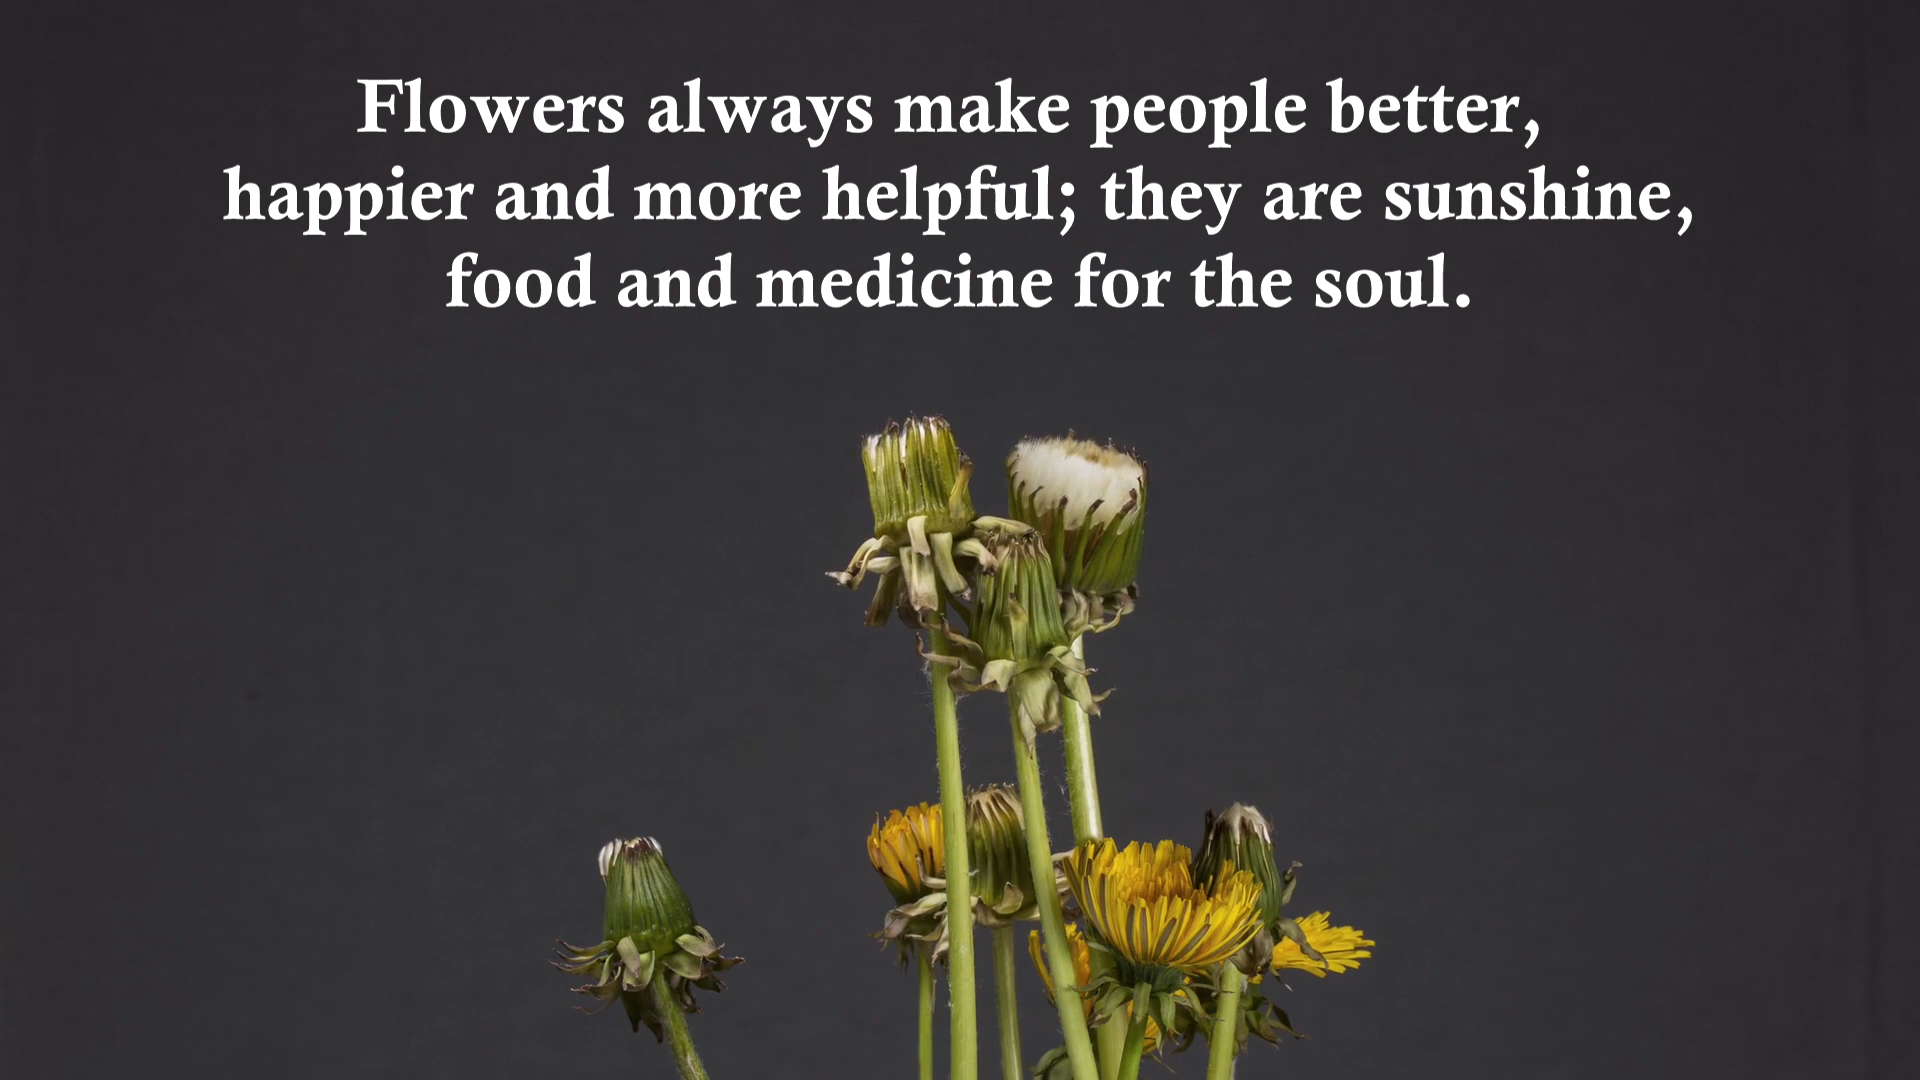 Flowers always make people better,
happier and more helpful; they are sunshine,
food and medicine for the soul.